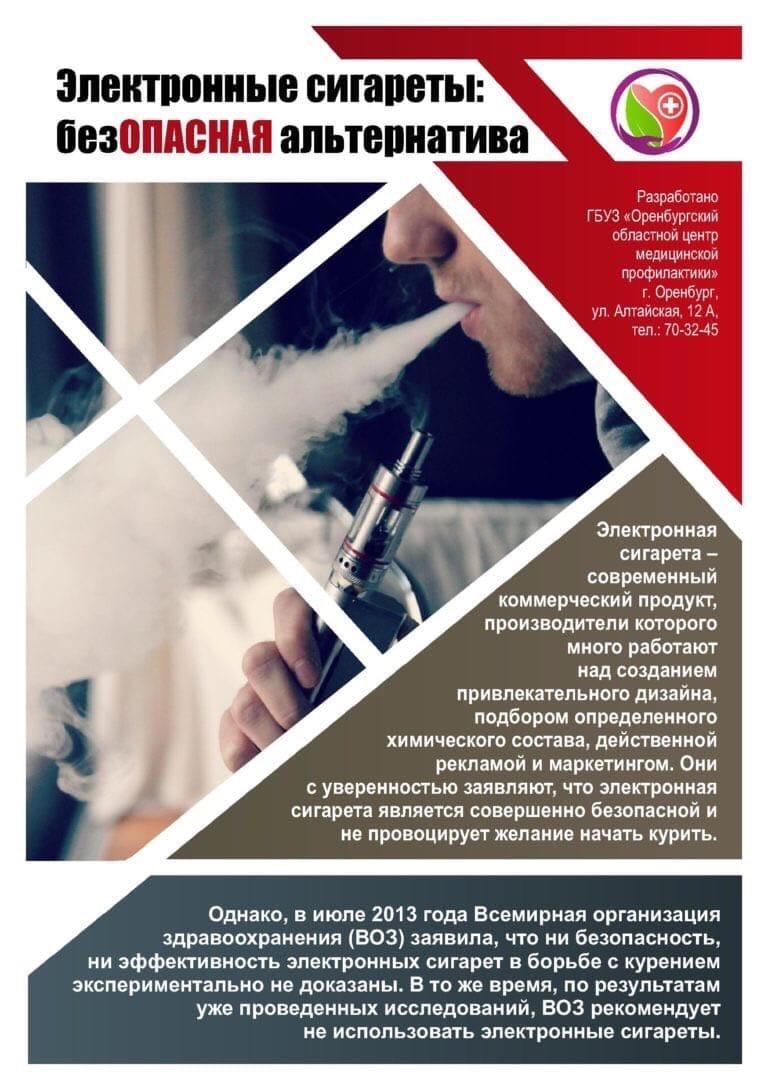 Электронные сигареты:
безОПАСНАЯ альтернатива
Разработано
ГБУЗ «Оренбургский
областной центр
медицинской
профилактики»
г. Оренбург,
ул. Алтайская, 12 А,
тел.: 70-32-45
Электронная
сигарета –
современный
коммерческий продукт,
производители которого
много работают
над созданием
привлекательного дизайна,
подбором определенного
химического состава, действенной
рекламой и маркетингом. Они
с уверенностью заявляют, что электронная
сигарета является совершенно безопасной и
не провоцирует желание начать курить.
Однако, в июле 2013 года Всемирная организация
здравоохранения (ВОЗ) заявила, что ни безопасность,
ни эффективность электронных сигарет в борьбе с курением
экспериментально не доказаны. В то же время, по результатам
уже проведенных исследований, ВОЗ рекомендует
не использовать электронные сигареты.